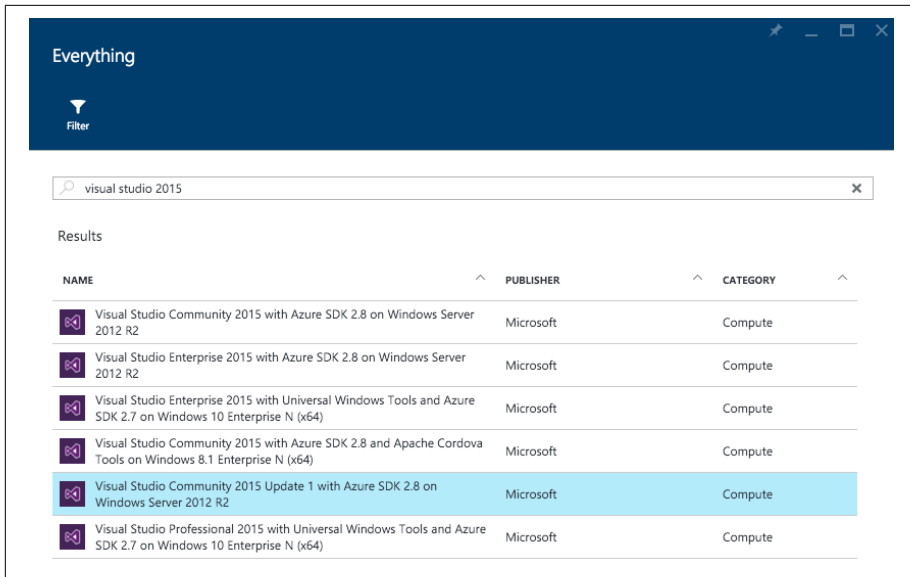 Everything
Filter
visual studio 2015
Results
NAME PUBLISHER CATEGORY
Visual Studio Community 2015 with Azure SDK 2.8 on Windows Server
2012 R2
Microsoft Compute
Visual Studio Enterprise 2015 with Azure SDK 2.8 on Windows Server
2012 R2
Microsoft Compute
Visual Studio Enterprise 2015 with Universal Windows Tools and Azure
SDK 2.7 on Windows 10 Enterprise N (x64)
Microsoft Compute
Visual Studio Community 2015 with Azure SDK 2.8 and Apache Cordova
Tools on Windows 8.1 Enterprise N (x64)
Microsoft Compute
Visual Studio Community 2015 Update 1 with Azure SDK 2.8 on
Windows Server 2012 R2
Microsoft Compute
Visual Studio Professional 2015 with Universal Windows Tools and Azure
SDK 2.7 on Windows 10 Enterprise N (x64)
Microsoft Compute